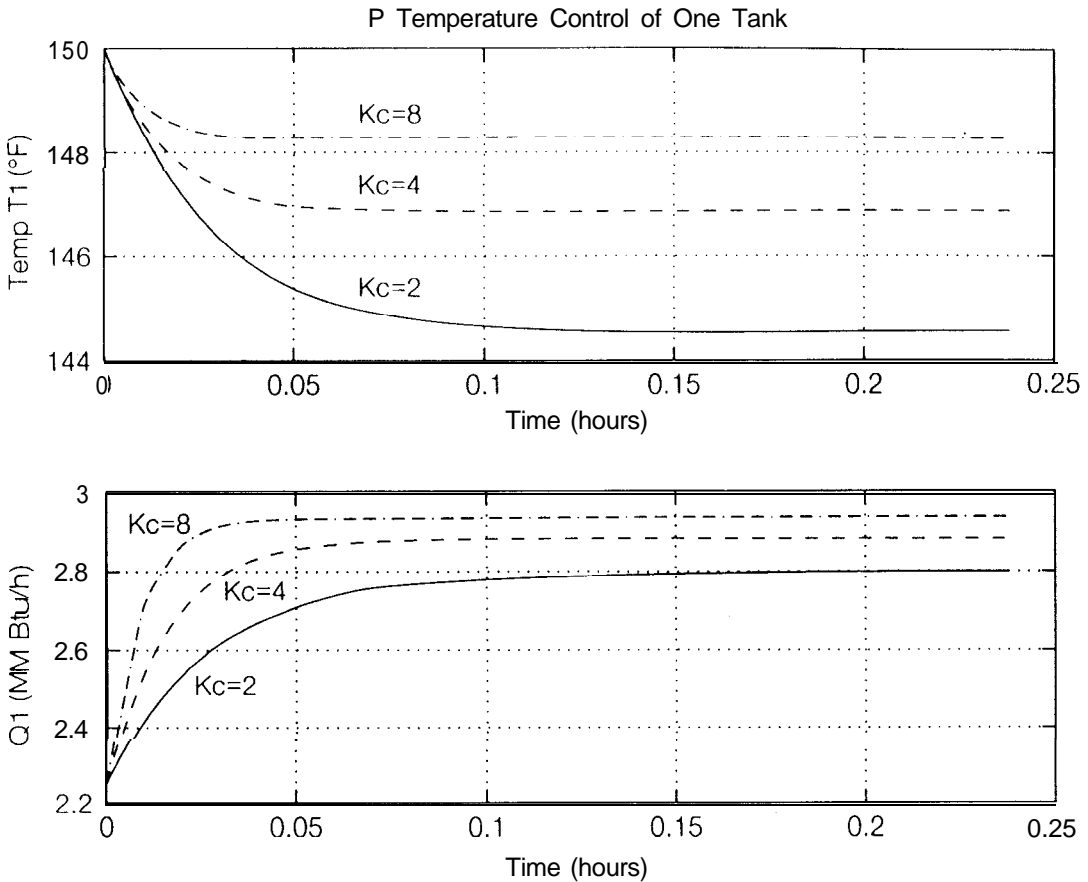 P Temperature Control of One Tank
150
148
146
144
Temp T1 (°F)
Kc=8
Kc=4
Kc=2
0
0.05
0.1
0.15
0.2
0.25
Time (hours)
3
2.8
2.6
2.4
2.2
Q1 (MM Btu/h)
Kc=8
Kc=4
Kc=2
0
0.05
0.1
0.15
0.2
0.25
Time (hours)